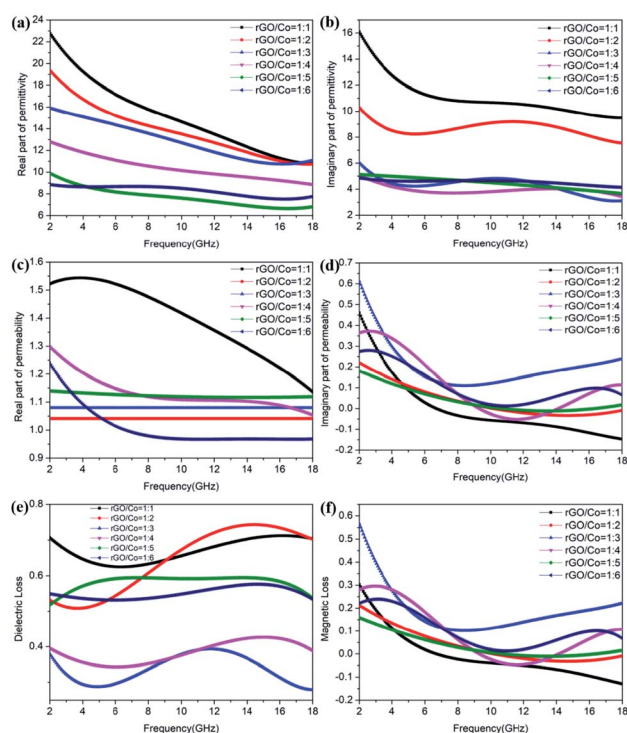 (a)
rGO/Co=1:1
rGO/Co=1:2
rGO/Co=1:3
rGO/Co=1:4
rGO/Co=1:5
rGO/Co=1:6
Real part of permittivity
24
22
20
18
16
14
12
10
8
6
2 4 6 8 10 12 14 16 18
Frequency(GHz)
(b)
rGO/Co=1:1
rGO/Co=1:2
rGO/Co=1:3
rGO/Co=1:4
rGO/Co=1:5
rGO/Co=1:6
Imaginary part of permittivity
16
14
12
10
8
6
4
2
2 4 6 8 10 12 14 16 18
Frequency(GHz)
(c)
rGO/Co=1:1
rGO/Co=1:2
rGO/Co=1:3
rGO/Co=1:4
rGO/Co=1:5
rGO/Co=1:6
Real part of permeability
1.6
1.5
1.4
1.3
1.2
1.1
1.0
0.9
2 4 6 8 10 12 14 16 18
Frequency(GHz)
(d)
rGO/Co=1:1
rGO/Co=1:2
rGO/Co=1:3
rGO/Co=1:4
rGO/Co=1:5
rGO/Co=1:6
Imaginary part of permeability
0.7
0.6
0.5
0.4
0.3
0.2
0.1
0.0
-0.1
-0.2
2 4 6 8 10 12 14 16 18
Frequency(GHz)
(e)
rGO/Co=1:1
rGO/Co=1:2
rGO/Co=1:3
rGO/Co=1:4
rGO/Co=1:5
rGO/Co=1:6
Dielectric Loss
0.8
0.6
0.4
2 4 6 8 10 12 14 16 18
Frequency(GHz)
(f)
rGO/Co=1:1
rGO/Co=1:2
rGO/Co=1:3
rGO/Co=1:4
rGO/Co=1:5
rGO/Co=1:6
Magnetic Loss
0.6
0.5
0.4
0.3
0.2
0.1
0.0
-0.1
-0.2
2 4 6 8 10 12 14 16 18
Frequency(GHz)